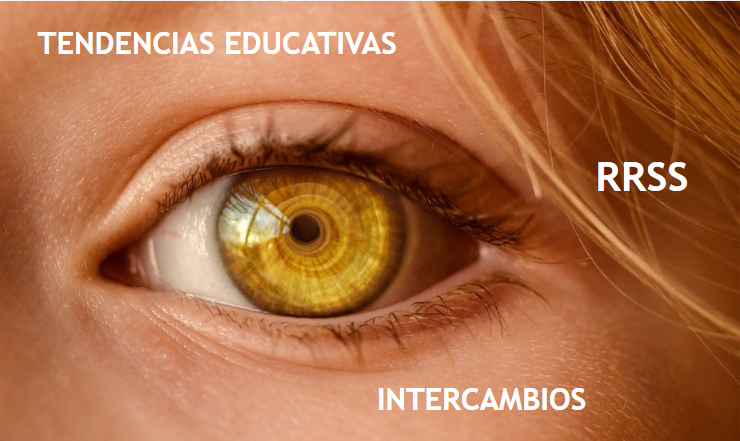 TENDENCIAS EDUCATIVAS
RRSS
INTERCAMBIOS